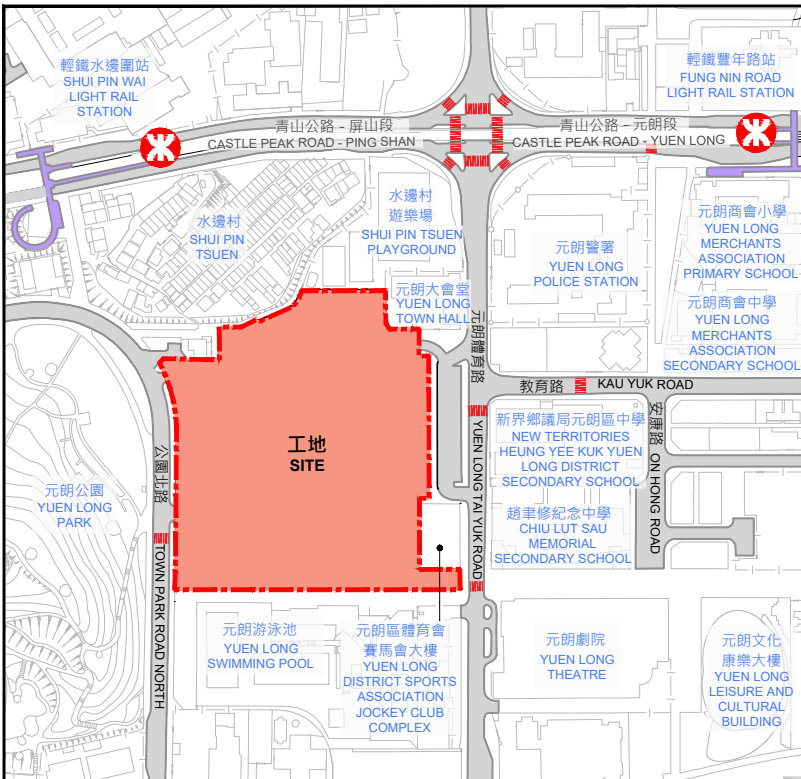 輕鐵水邊圍站
SHUI PIN WAI
LIGHT RAIL
STATION
輕鐵豐年路站
FUNG NIN ROAD
LIGHT RAIL STATION
青山公路 - 屏山段
CASTLE PEAK ROAD - PING SHAN
青山公路 - 元朗段
CASTLE PEAK ROAD - YUEN LONG
水邊村
SHUI PIN
TSUEN
水邊村
遊樂場
SHUI PIN TSUEN
PLAYGROUND
元朗警署
YUEN LONG
POLICE STATION
元朗商會小學
YUEN LONG
MERCHANTS
ASSOCIATION
PRIMARY SCHOOL
元朗大會堂
YUEN LONG
TOWN HALL
元朗商會中學
YUEN LONG
MERCHANTS
ASSOCIATION
SECONDARY SCHOOL
元朗體育路
YUEN LONG TAI YUK ROAD
教育路
KAU YUK ROAD
安康路 ON HONG ROAD
新界鄉議局元朗區中學
NEW TERRITORIES
HEUNG YEE KUK YUEN
LONG DISTRICT
SECONDARY SCHOOL
工地
SITE
公園北路
TOWN PARK ROAD NORTH
元朗公園
YUEN LONG
PARK
趙聿修紀念中學
CHIU LUT SAU
MEMORIAL
SECONDARY SCHOOL
元朗游泳池
YUEN LONG
SWIMMING POOL
元朗區體育會
賽馬會大樓
YUEN LONG
DISTRICT SPORTS
ASSOCIATION
JOCKEY CLUB
COMPLEX
元朗劇院
YUEN LONG
THEATRE
元朗文化
康樂大樓
YUEN LONG
LEISURE AND
CULTURAL
BUILDING